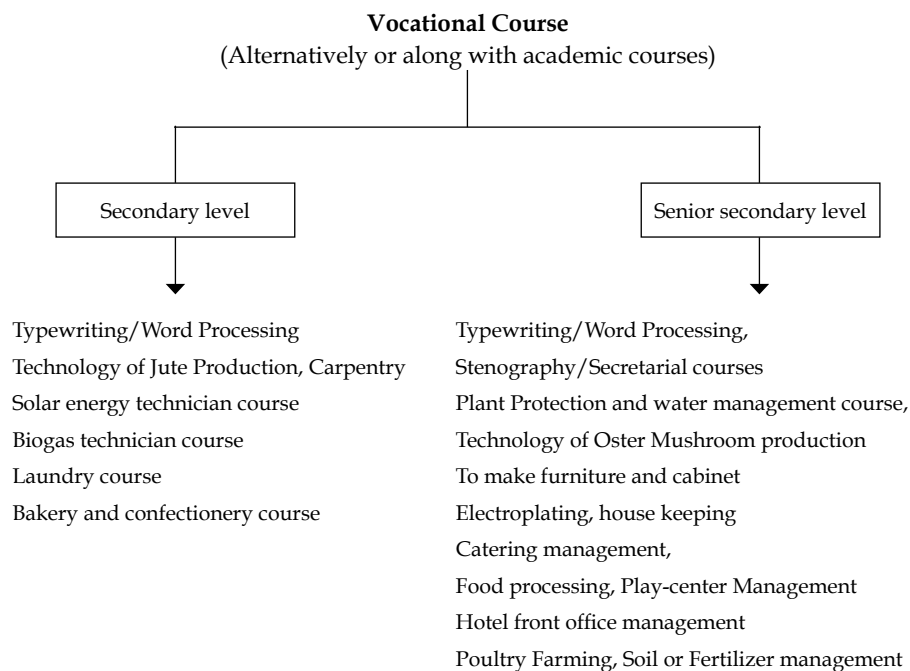 Vocational Course
(Alternatively or along with academic courses)
Secondary level
Senior secondary level
Typewriting/Word Processing
Technology of Jute Production, Carpentry
Solar energy technician course
Biogas technician course
Laundry course
Bakery and confectionery course
Typewriting/Word Processing,
Stenography/Secretarial courses
Plant Protection and water management course,
Technology of Oster Mushroom production
To make furniture and cabinet
Electroplating, house keeping
Catering management,
Food processing, Play-center Management
Hotel front office management
Poultry Farming, Soil or Fertilizer management